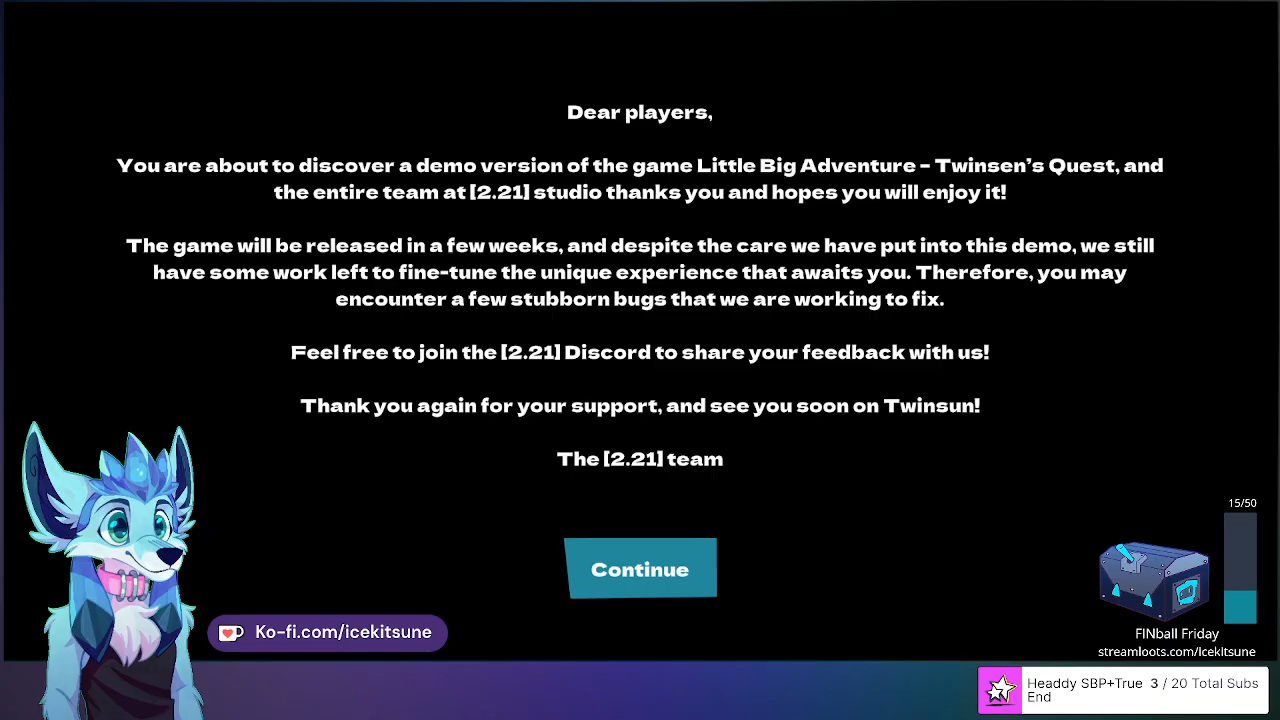 Dear players,
You are about to discover a demo version of the game Little Big Adventure – Twinsen's Quest, and
the entire team at [2.21] studio thanks you and hopes you will enjoy it!
The game will be released in a few weeks, and despite the care we have put into this demo, we still
have some work left to fine-tune the unique experience that awaits you. Therefore, you may
encounter a few stubborn bugs that we are working to fix.
Feel free to join the [2.21] Discord to share your feedback with us!
Thank you again for your support, and see you soon on Twinsun!
The [2.21] team
Continue
15/50
FINball Friday
streamloots.com/icekitsune
Ko-fi.com/icekitsune
Headdy SBP+True 3 / 20 Total Subs
End